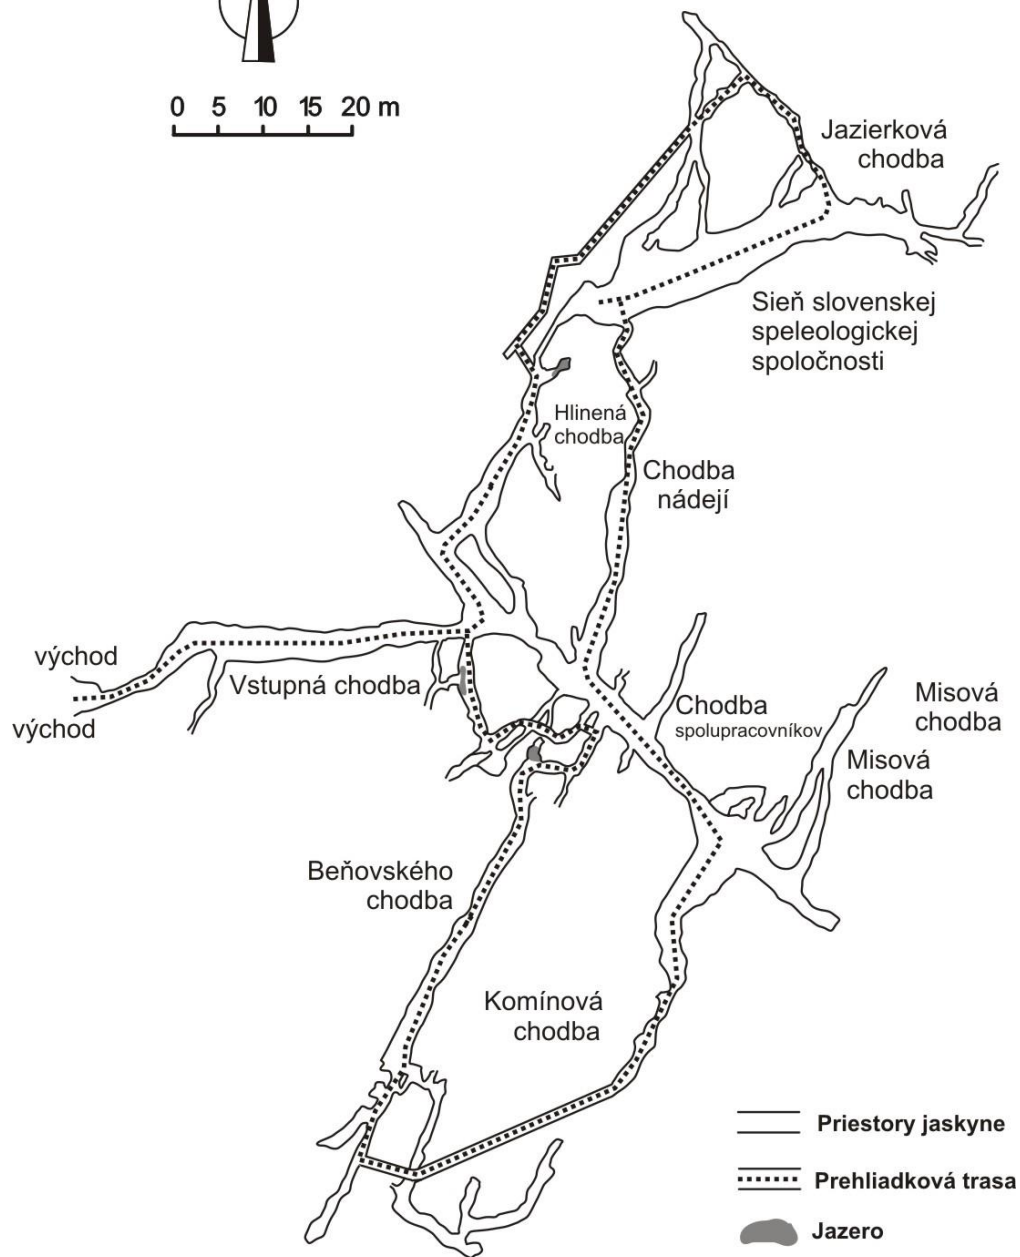 0 5 10 15 20 m
Jazierková
chodba
Sieň slovenskej
speleologickej
spoločnosti
Hlinená
chodba
Chodba
nádejí
východ
východ
Vstupná chodba
Chodba
spolupracovníkov
Misová
chodba
Misová
chodba
Beňovského
chodba
Komínová
chodba
Priestory jaskyne
Prehliadková trasa
Jazero